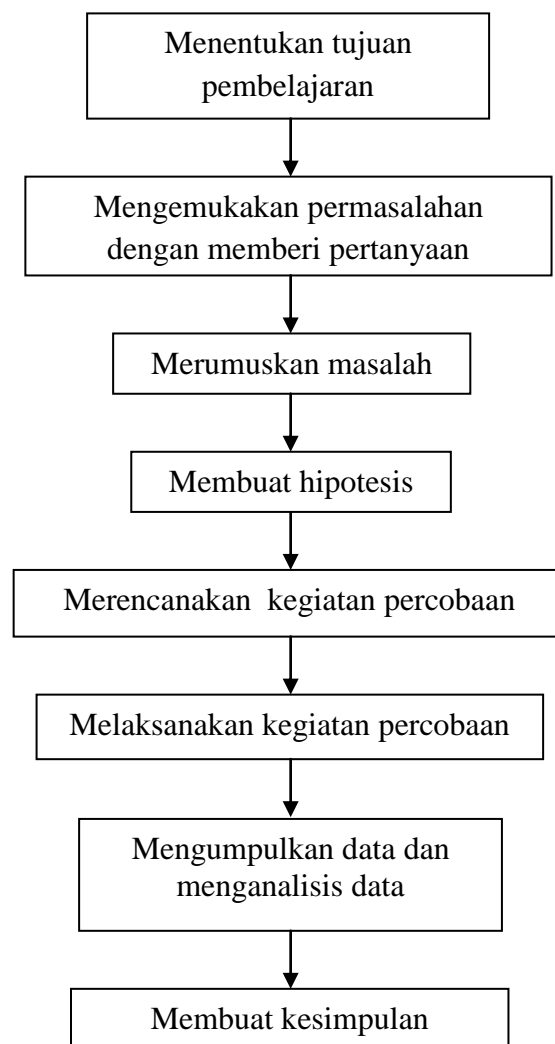 Menentukan tujuan
pembelajaran
Mengemukakan permasalahan
dengan memberi pertanyaan
Merumuskan masalah
Membuat hipotesis
Merencanakan  kegiatan percobaan
Melaksanakan kegiatan percobaan
Mengumpulkan data dan
menganalisis data
Membuat kesimpulan